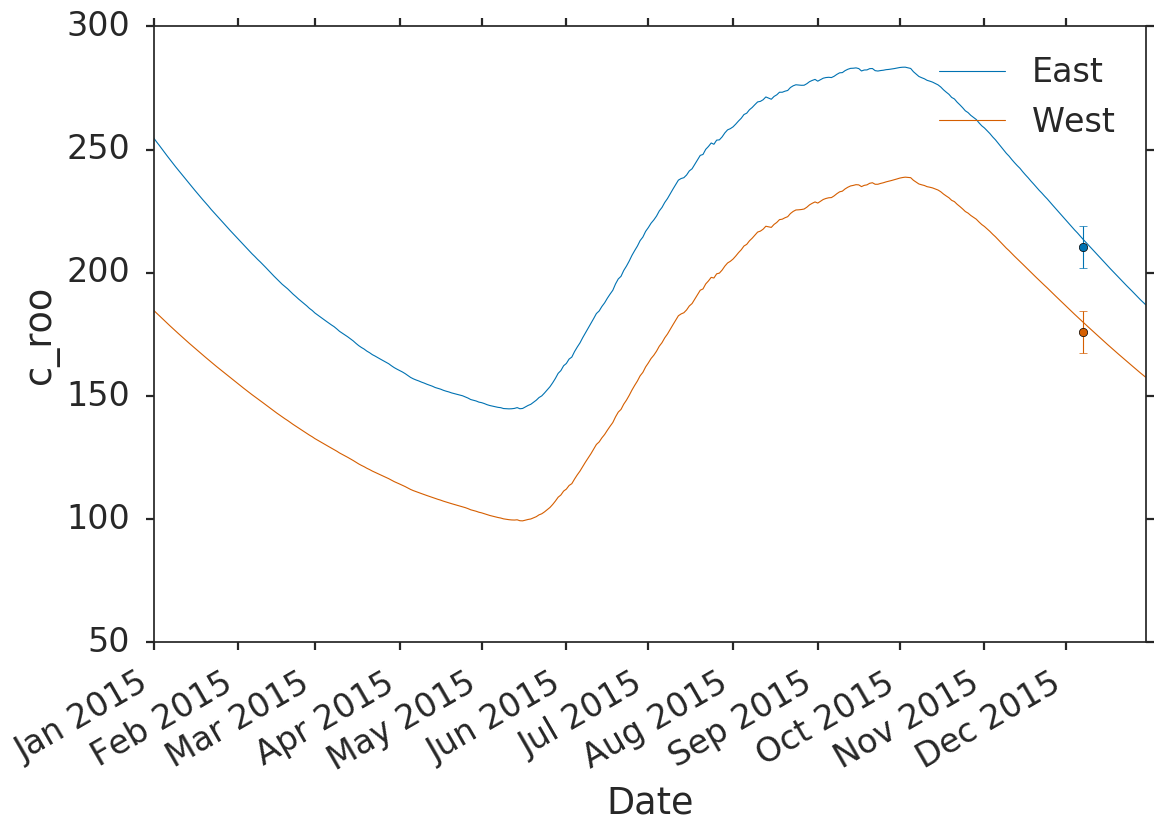 300
250
200
150
100
50
c_roo
East
West
Jan 2015
Feb 2015
Mar 2015
Apr 2015
May 2015
Jun 2015
Jul 2015
Aug 2015
Sep 2015
Oct 2015
Nov 2015
Dec 2015
Date